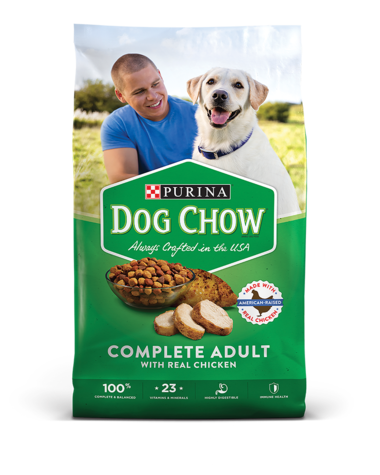 PURINA
DOG CHOW
Always Crafted in the USA
MADE WITH
AMERICAN-RAISED
REAL CHICKEN
COMPLETE ADULT
WITH REAL CHICKEN
100% 23
COMPLETE & BALANCED VITAMINS & MINERALS HIGHLY DIGESTIBLE IMMUNE HEALTH